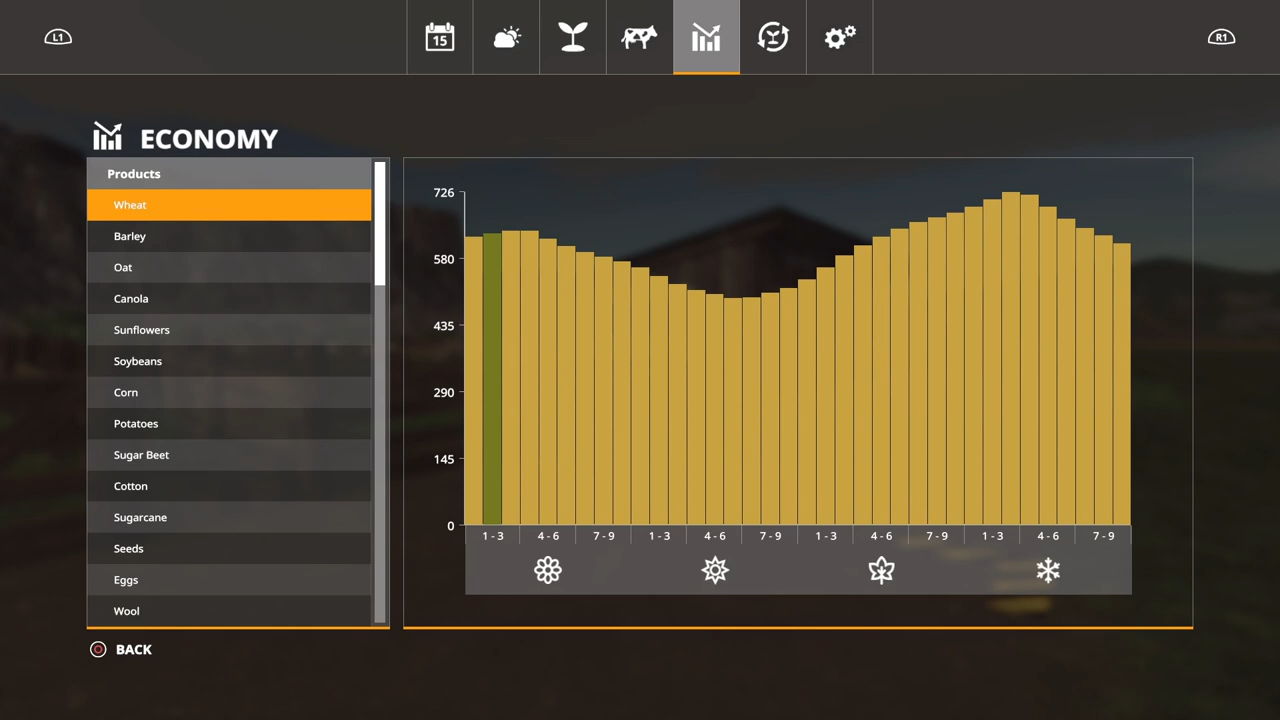 L1
15
R1
ECONOMY
Products
Wheat
Barley
Oat
Canola
Sunflowers
Soybeans
Corn
Potatoes
Sugar Beet
Cotton
Sugarcane
Seeds
Eggs
Wool
726
580
435
290
145
0
1 - 3 4 - 6 7 - 9 1 - 3 4 - 6 7 - 9 1 - 3 4 - 6 7 - 9 1 - 3 4 - 6 7 - 9
BACK